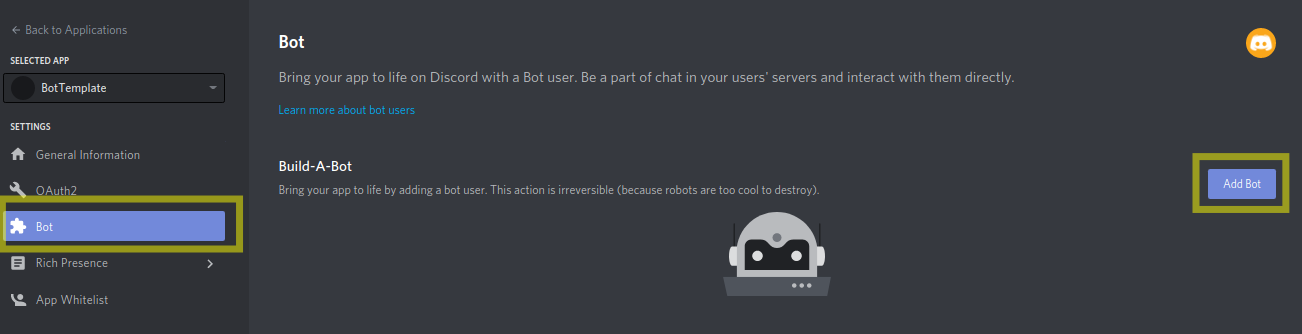 Back to Applications
SELECTED APP
BotTemplate
SETTINGS
General Information
OAuth2
Bot
Rich Presence
App Whitelist
Bot
Bring your app to life on Discord with a Bot user. Be a part of chat in your users' servers and interact with them directly.
Learn more about bot users
Build-A-Bot
Bring your app to life by adding a bot user. This action is irreversible (because robots are too cool to destroy).
Add Bot